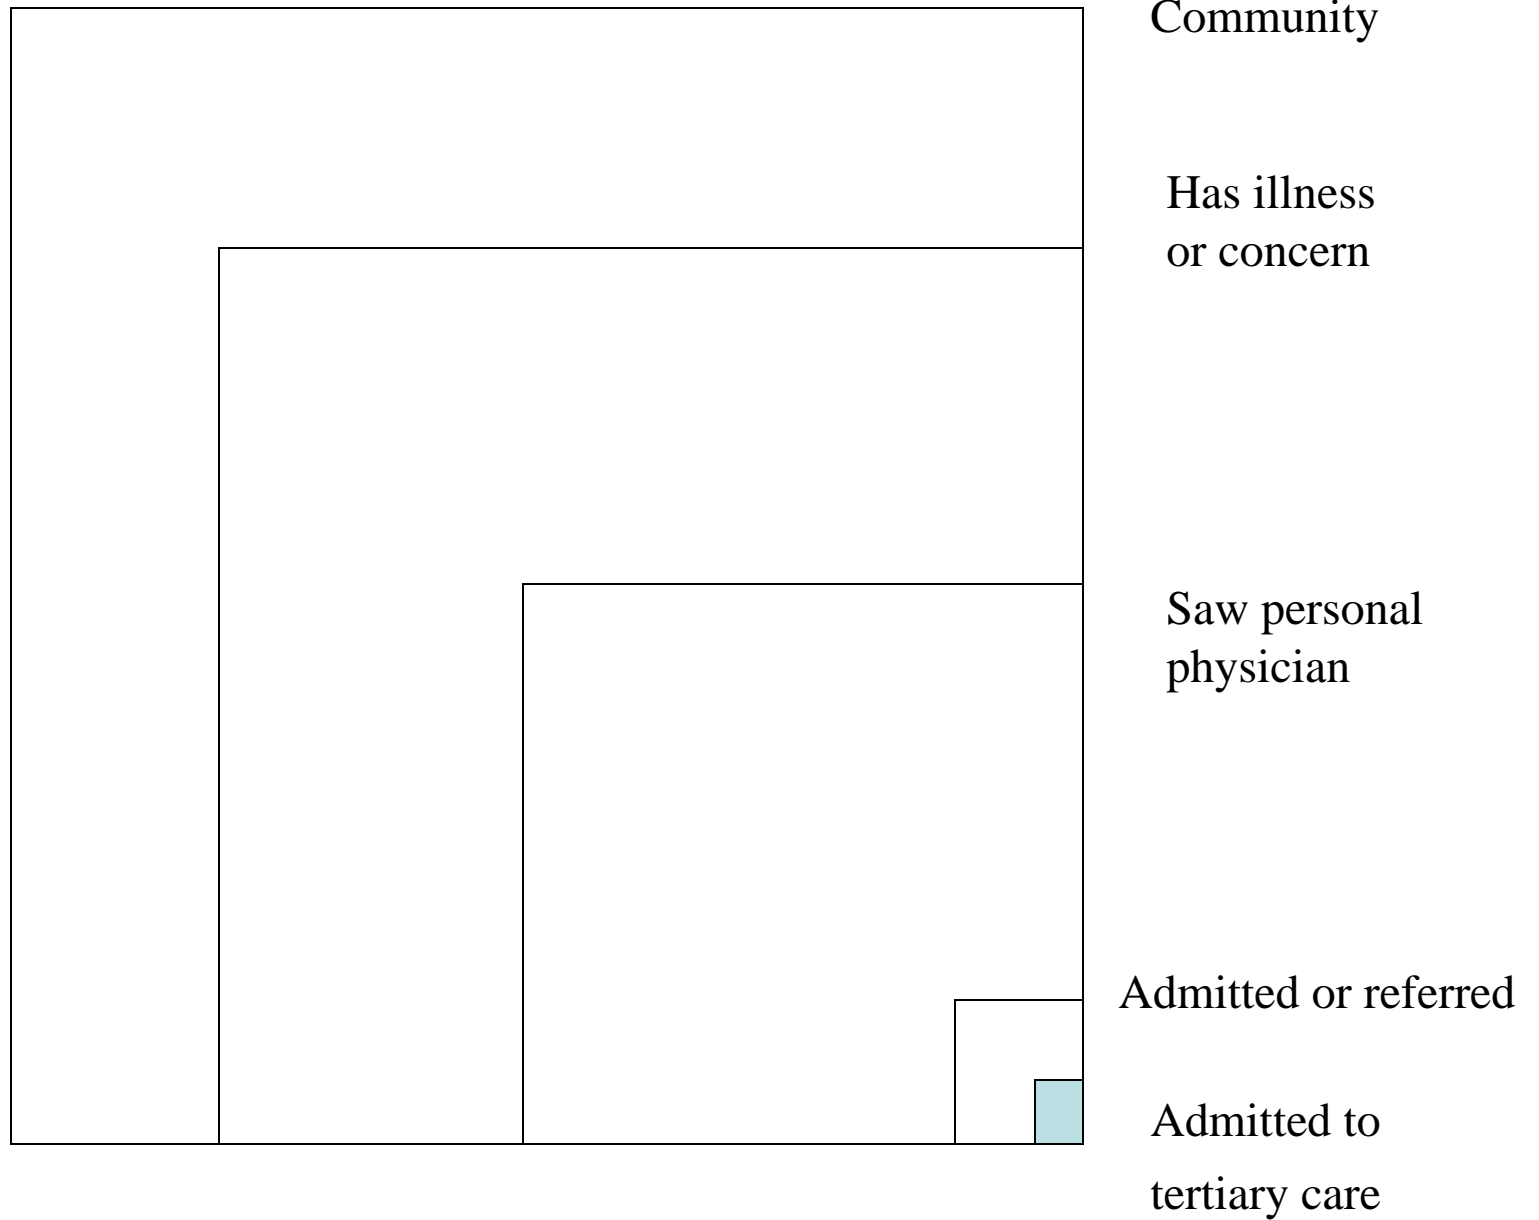 Community
Has illness
or concern
Saw personal
physician
Admitted or referred
Admitted to
tertiary care